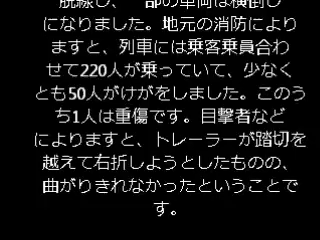 脱線し、一部の車両は横倒し
になりました。地元の消防により
ますと、列車には乗客乗員合わ
せて220人が乗っていて、少なく
とも50人がけがをしました。このう
ち1人は重傷です。目撃者など
によりますと、トレーラーが踏切を
越えて右折しようとしたものの、
曲がりきれなかったということで
す。